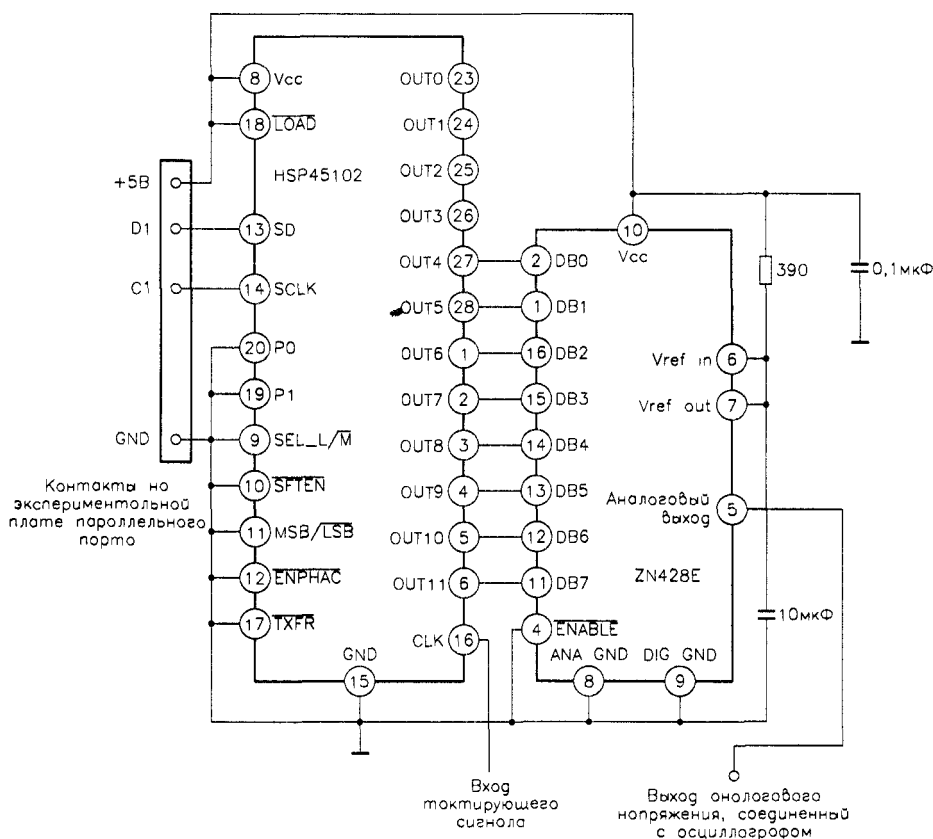 8 Vcc
18 LOAD
HSP45102
+5В
D1
13 SD
C1
14 SCLK
20 P0
19 P1
GND
9 SEL_L/M
10 SFTEN
11 MSB/LSB
12 ENPHAC
17 TXFR
GND
15
OUT0 23
OUT1 24
OUT2 25
OUT3 26
OUT4 27
OUT5 28
OUT6 1
OUT7 2
OUT8 3
OUT9 4
OUT10 5
OUT11 6
CLK 16
Контакты на
экспериментальной
плате параллельного
порта
10
Vcc
2 DB0
1 DB1
16 DB2
15 DB3
14 DB4
13 DB5
12 DB6
11 DB7
4 ENABLE
ANA GND
8
DIG GND
9
Vref in 6
Vref out 7
Аналоговый
выход
5
ZN428E
390
0,1мкФ
10мкФ
Вход
тактирующего
сигнала
Выход аналогового
напряжения, соединенный
с осциллографом